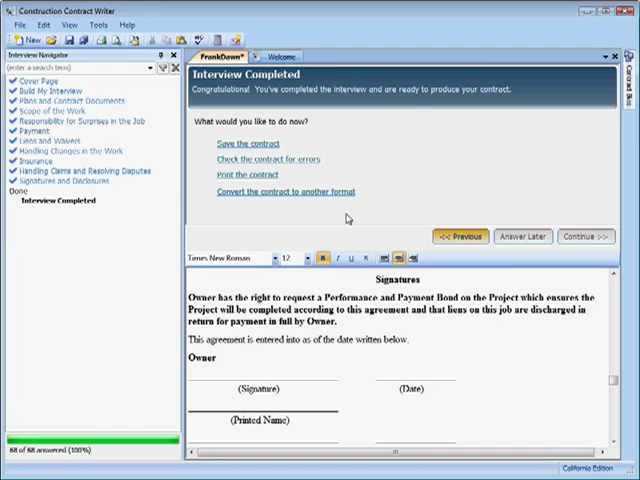 Construction Contract Writer
File Edit View Tools Help
New
Interview Navigator
FrankDawn*
Welcome
(enter a search term)
Cover Page
Build My Interview
Plans and Contract Documents
Scope of the Work
Responsibility for Surprises in the Job
Payment
Liens and Waivers
Handling Changes in the Work
Insurance
Handling Claims and Resolving Disputes
Signatures and Disclosures
Done
Interview Completed
Interview Completed
Congratulations! You've completed the interview and are ready to produce your contract.
What would you like to do now?
Save the contract
Check the contract for errors
Print the contract
Convert the contract to another format
<< Previous
Answer Later
Continue >>
Times New Roman
12
B I U
Signatures
Owner has the right to request a Performance and Payment Bond on the Project which ensures the
Project will be completed according to this agreement and that liens on this job are discharged in
return for payment in full by Owner.
This agreement is entered into as of the date written below.
Owner
(Signature) (Date)
(Printed Name)
68 of 68 answered (100%)
California Edition